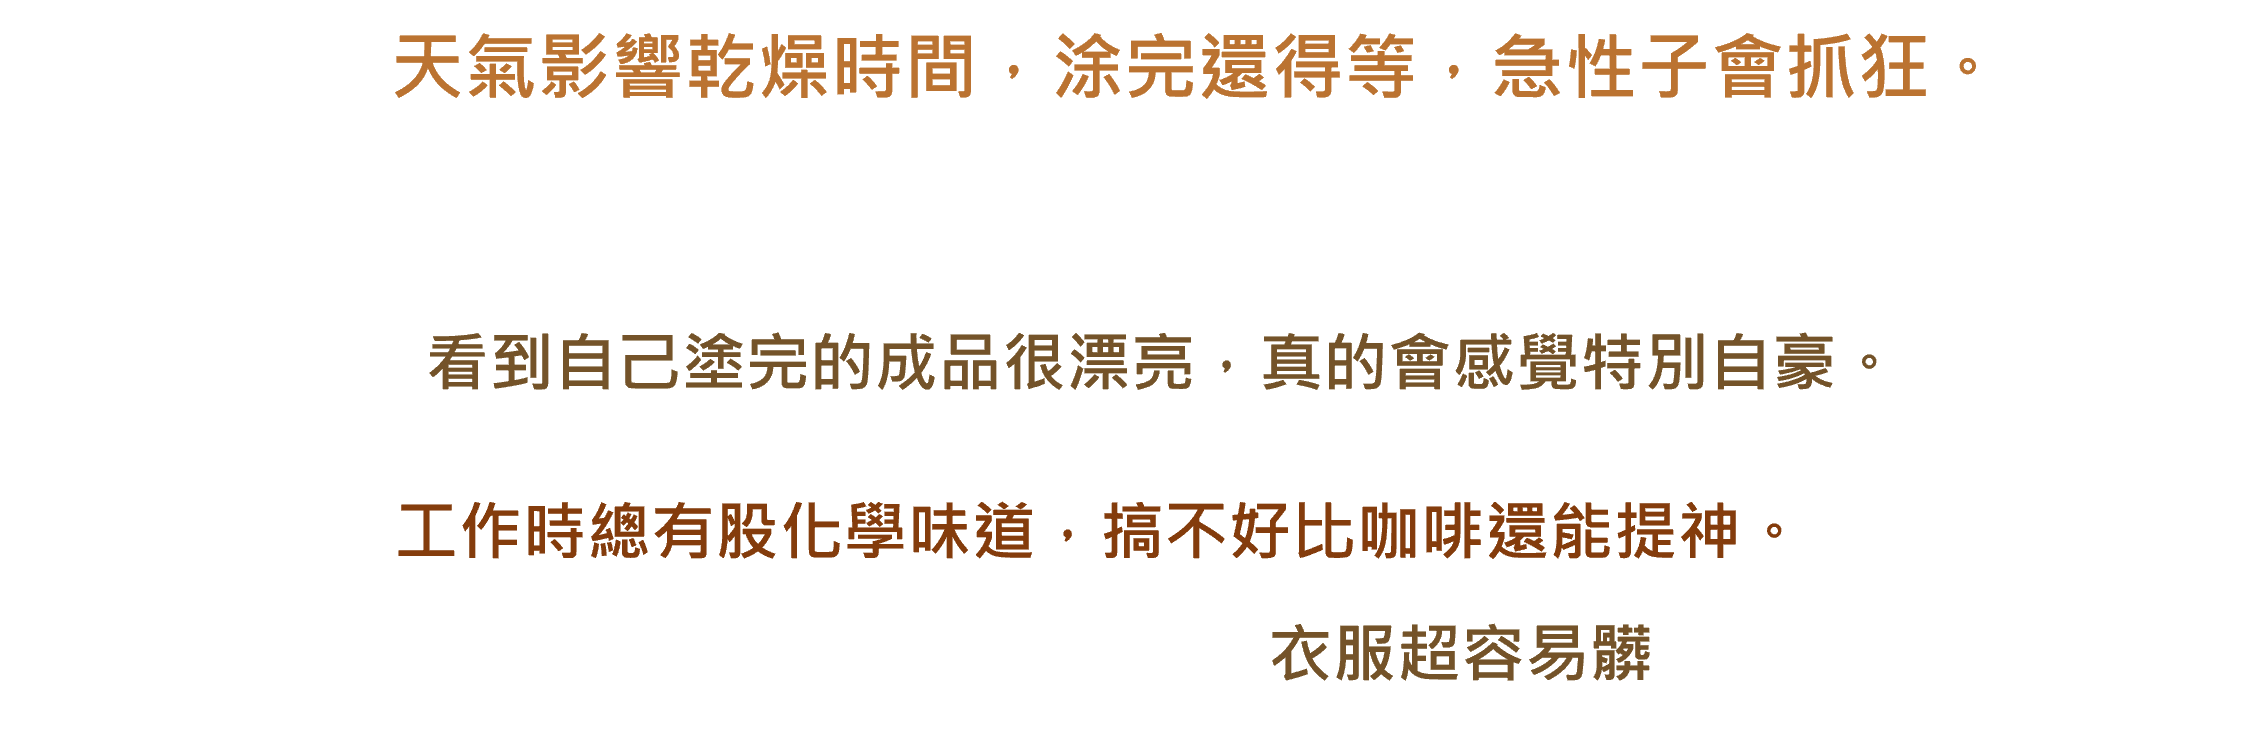 天氣影響乾燥時間，涂完還得等，急性子會抓狂。
看到自己塗完的成品很漂亮，真的會感覺特別自豪。
工作時總有股化學味道，搞不好比咖啡還能提神。
衣服超容易髒